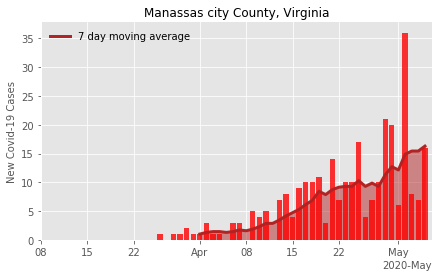 Manassas city County, Virginia
7 day moving average
New Covid-19 Cases
35
30
25
20
15
10
5
0
08 15 22 Apr 08 15 22 May
2020-May